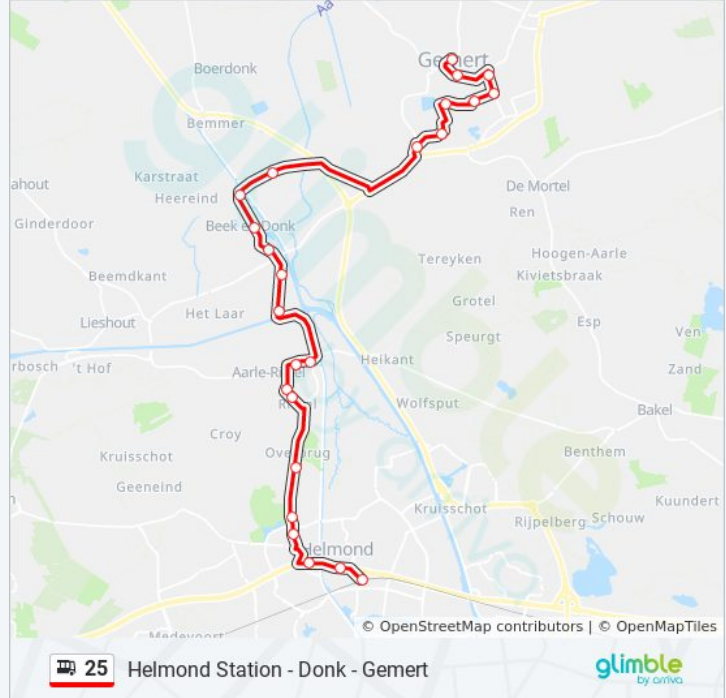 Aa
Gemert
Boerdonk
Bemmer
Karstraat
De Mortel
ahout
Heereind
Ren
Ginderdoor
Beek en Donk
Tereyken
Hoogen-Aarle
Beemdkant
Kivietsbraak
Grotel
Het Laar
Esp
Lieshout
Speurgt
Ven
rbosch
't Hof
Heikant
Zand
Aarle-Rixtel
Wolfsput
Bakel
Croy
Kruisschot
Overbrug
Benthem
Geneeind
Kruisschot
Kuundert
Rijpelberg
Schouw
Helmond
© OpenStreetMap contributors | © OpenMapTiles
Medevoort
25 Helmond Station - Donk - Gemert
glimble
by arriva